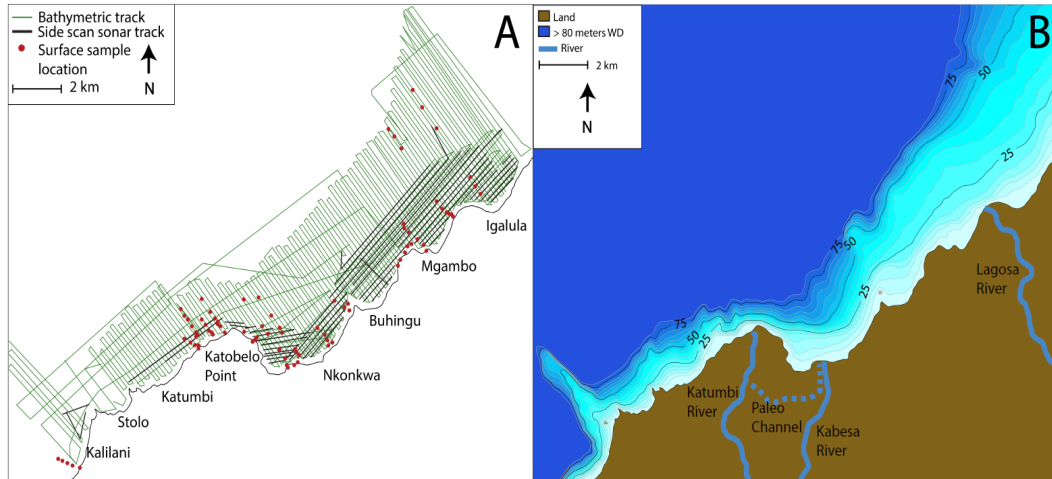 Bathymetric track
Side scan sonar track
Surface sample
location
2 km
N
A
Igalula
Mgambo
Buhingu
Nkonkwa
Katobelo
Point
Katumbi
Stolo
Kalilani
Land
> 80 meters WD
River
2 km
N
B
75
50
25
75
50
25
75
50
25
Lagosa
River
Katumbi
River
Paleo
Channel
Kabesa
River